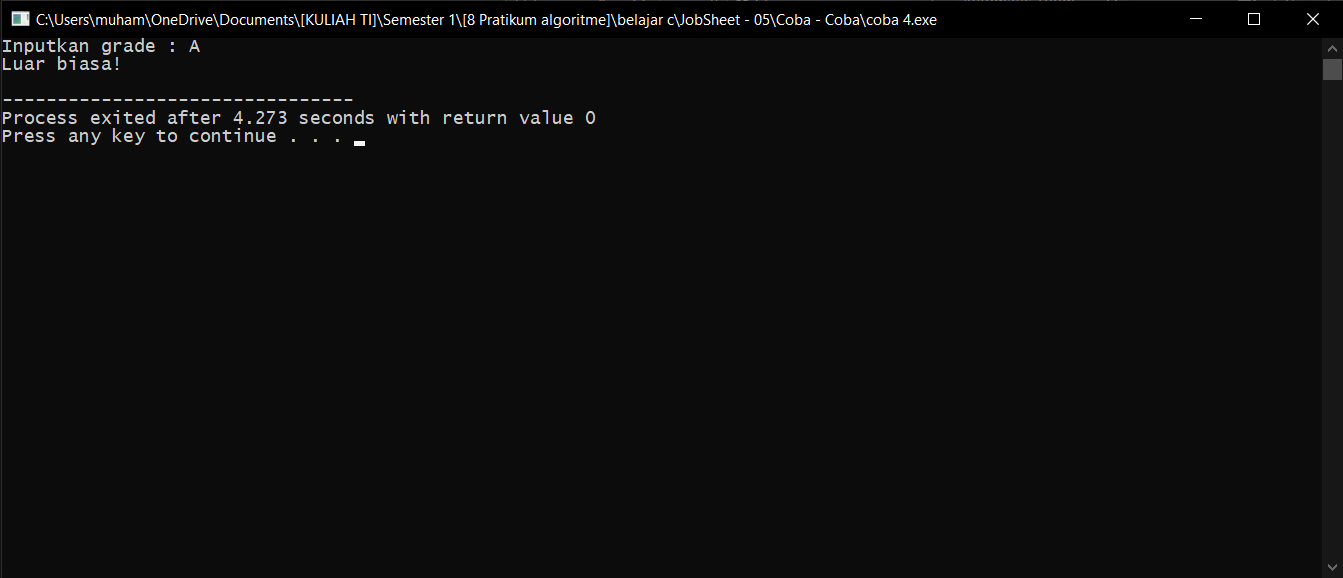 C:\Users\muham\OneDrive\Documents\[KULIAH TI]\Semester 1\[8 Pratikum algoritme]\belajar c\JobSheet - 05\Coba - Coba\coba 4.exe
Inputkan grade : A
Luar biasa!
--------------------------------
Process exited after 4.273 seconds with return value 0
Press any key to continue . . .